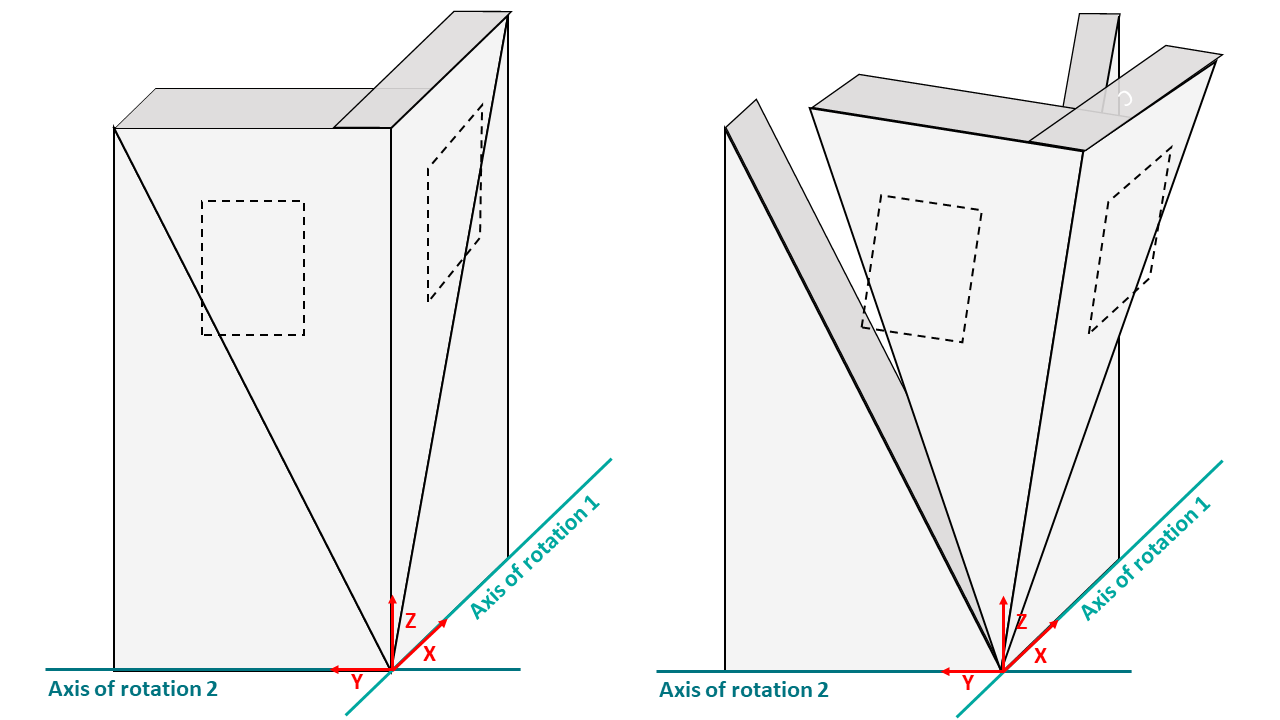 Axis of rotation 1
Z
X
Y
Axis of rotation 2
Axis of rotation 1
Z
X
Y
Axis of rotation 2